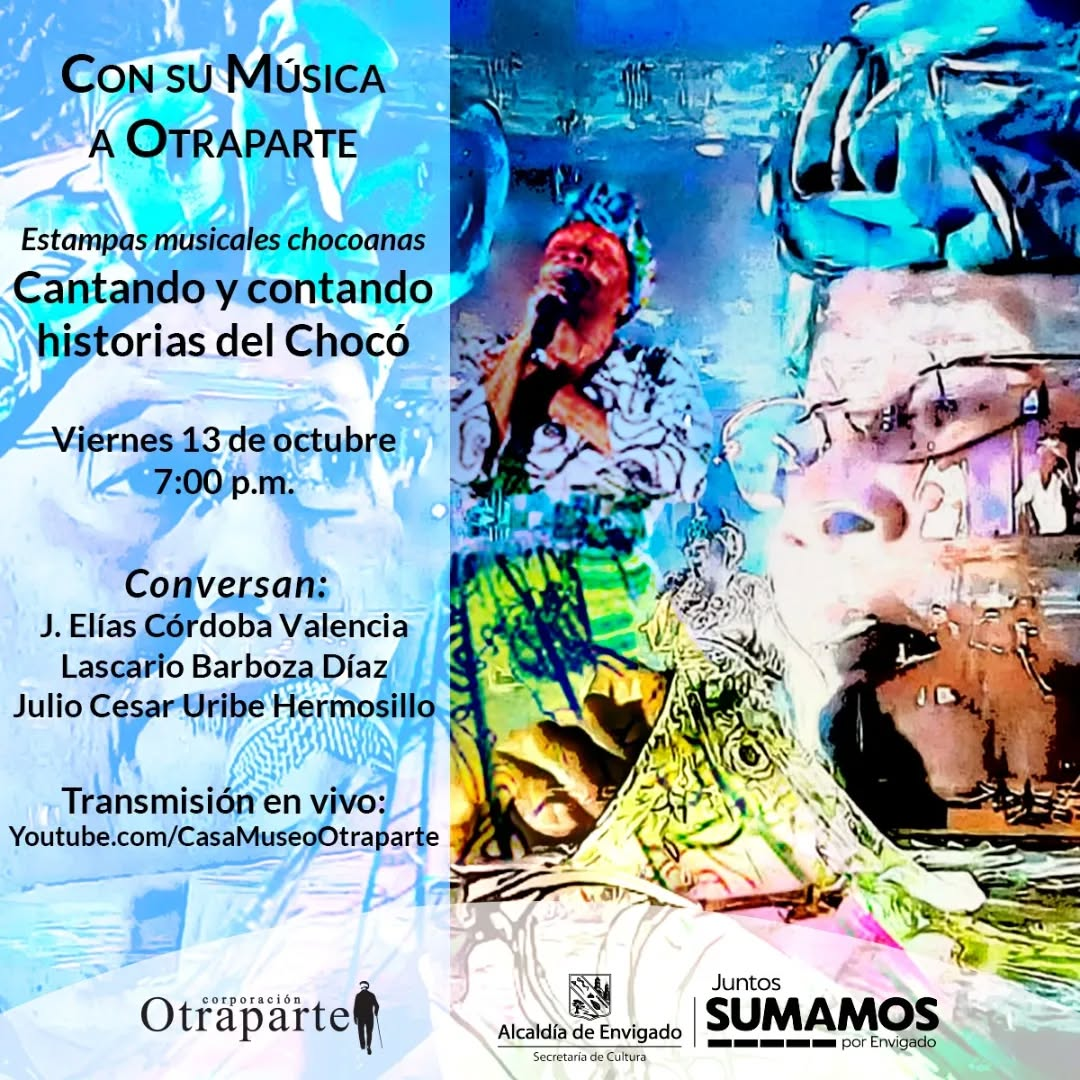 CON SU MÚSICA
A OTRAPARTE
Estampas musicales chocoanas
Cantando y contando
historias del Chocó
Viernes 13 de octubre
7:00 p.m.
Conversan:
J. Elías Córdoba Valencia
Lascario Barboza Díaz
Julio Cesar Uribe Hermosillo
Transmisión en vivo:
Youtube.com/CasaMuseoOtraparte
corporación
Otraparte
Alcaldía de Envigado
Secretaría de Cultura
Juntos
SUMAMOS
por Envigado